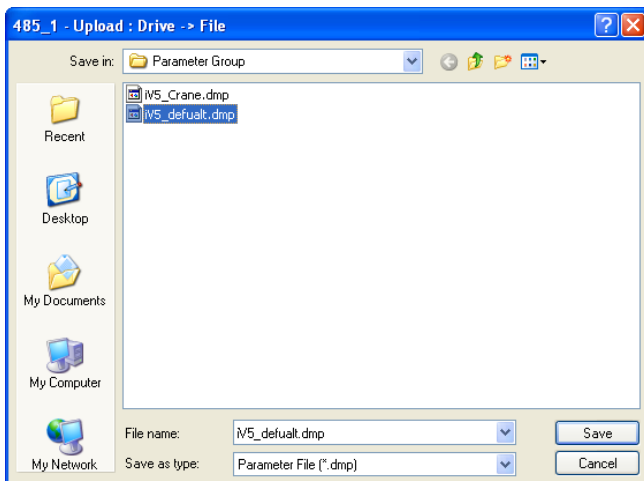 485_1 - Upload : Drive -> File
Save in: Parameter Group
iV5_Crane.dmp
iV5_defualt.dmp
Recent
Desktop
My Documents
My Computer
My Network
File name: iV5_defualt.dmp Save
Save as type: Parameter File (*.dmp) Cancel